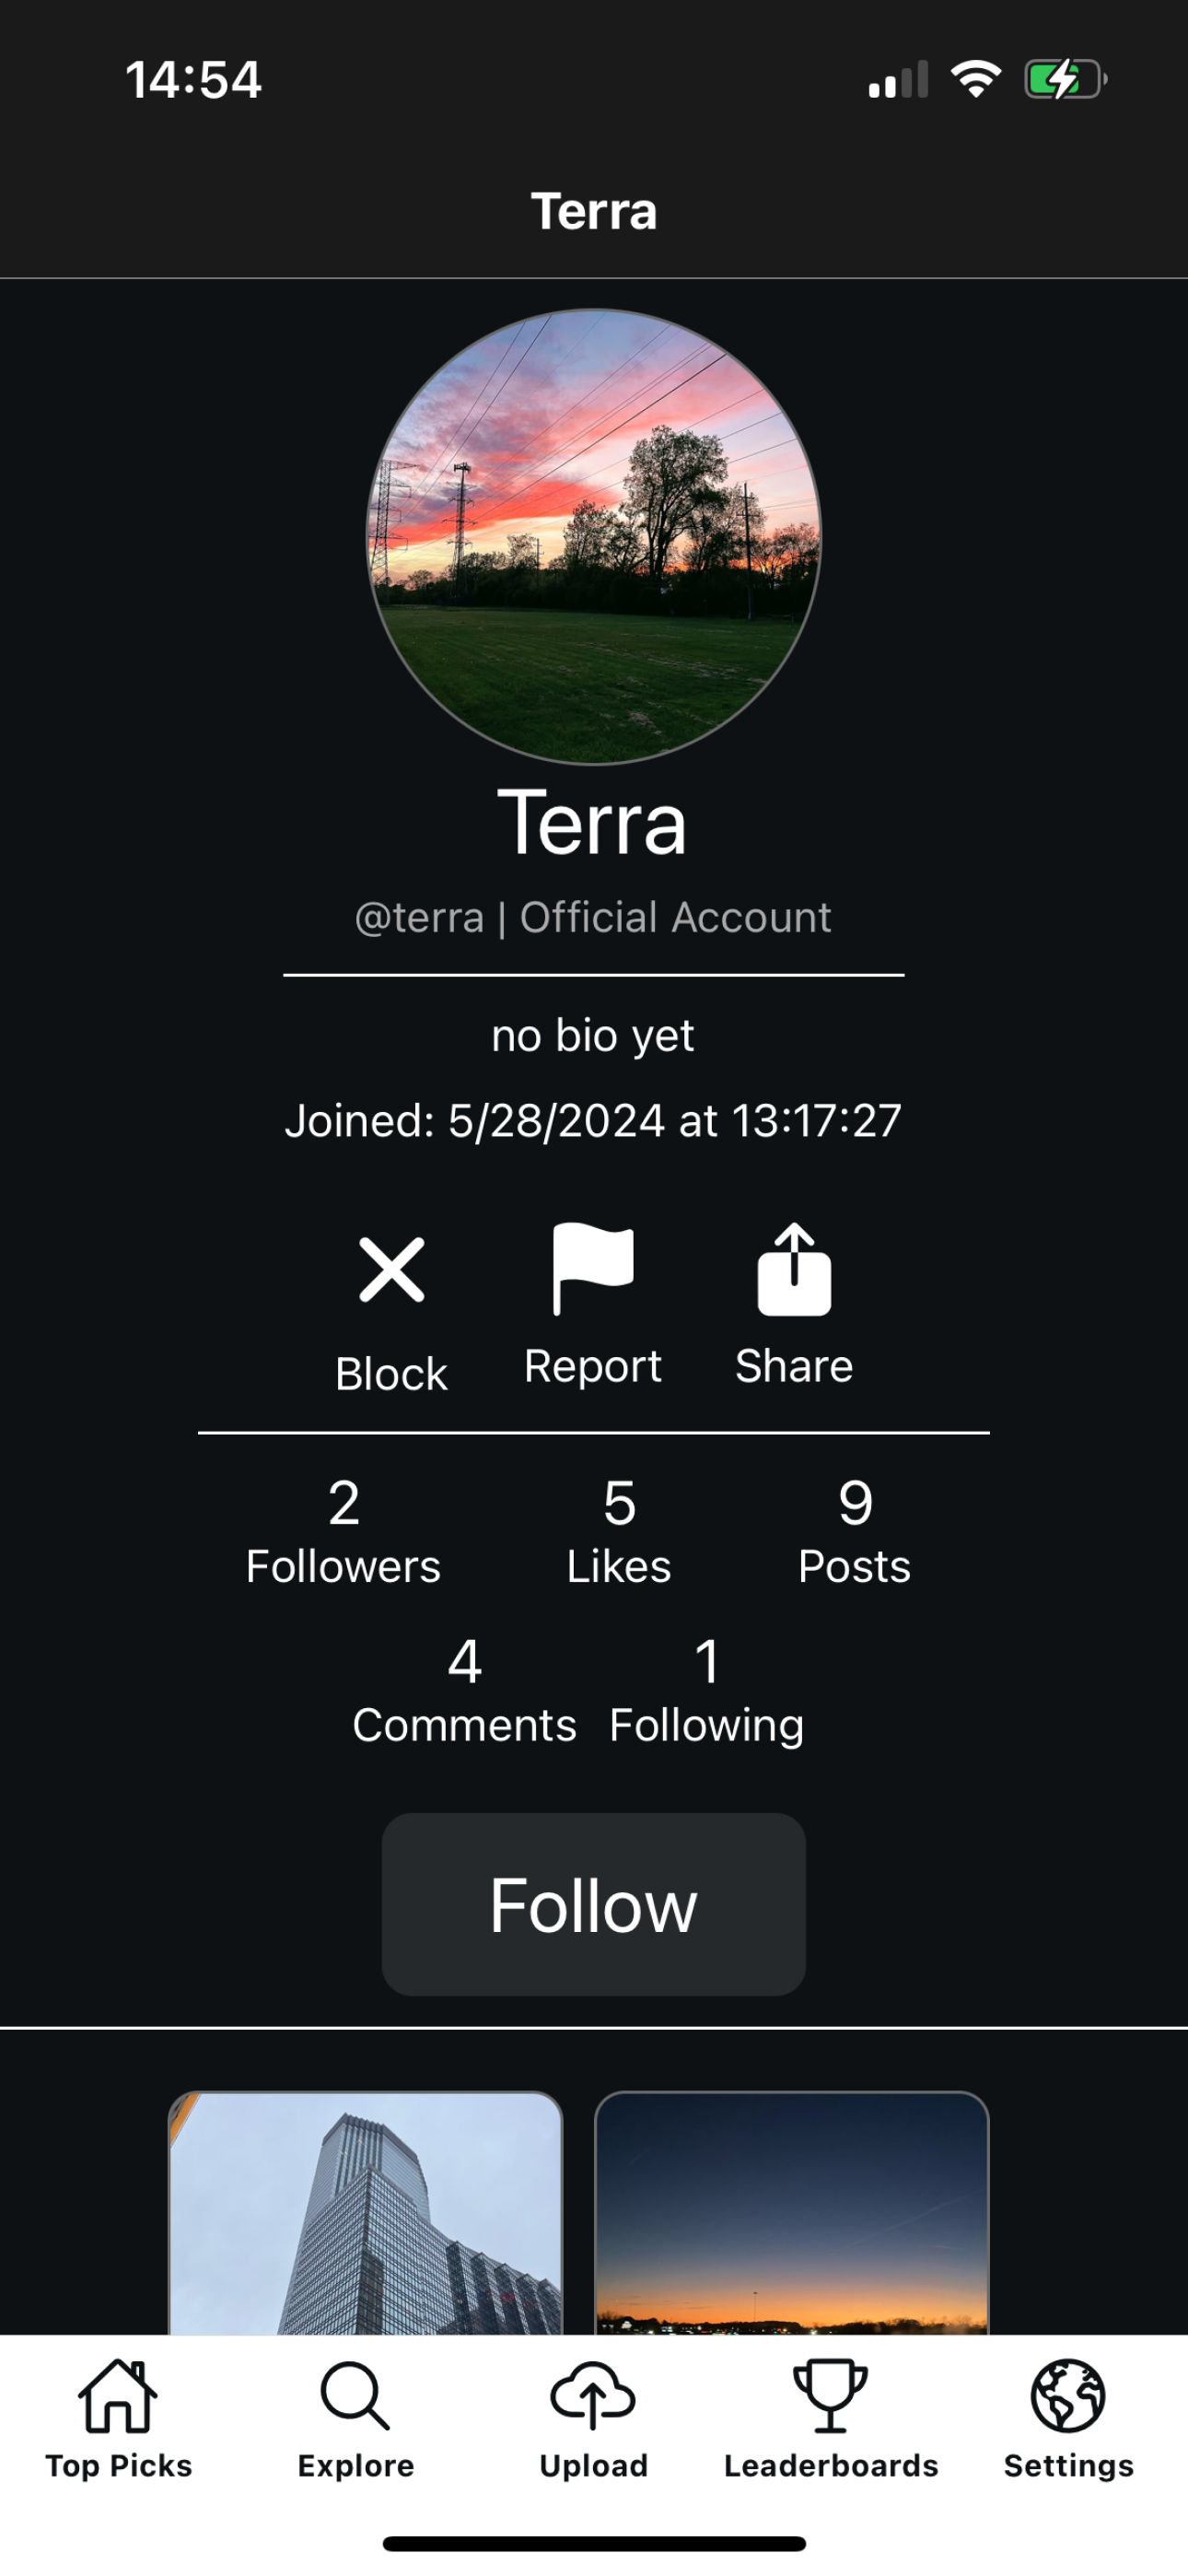 14:54
Terra
Terra
@terra | Official Account
no bio yet
Joined: 5/28/2024 at 13:17:27
Block Report Share
2 5 9
Followers Likes Posts
4 1
Comments Following
Follow
Top Picks Explore Upload Leaderboards Settings